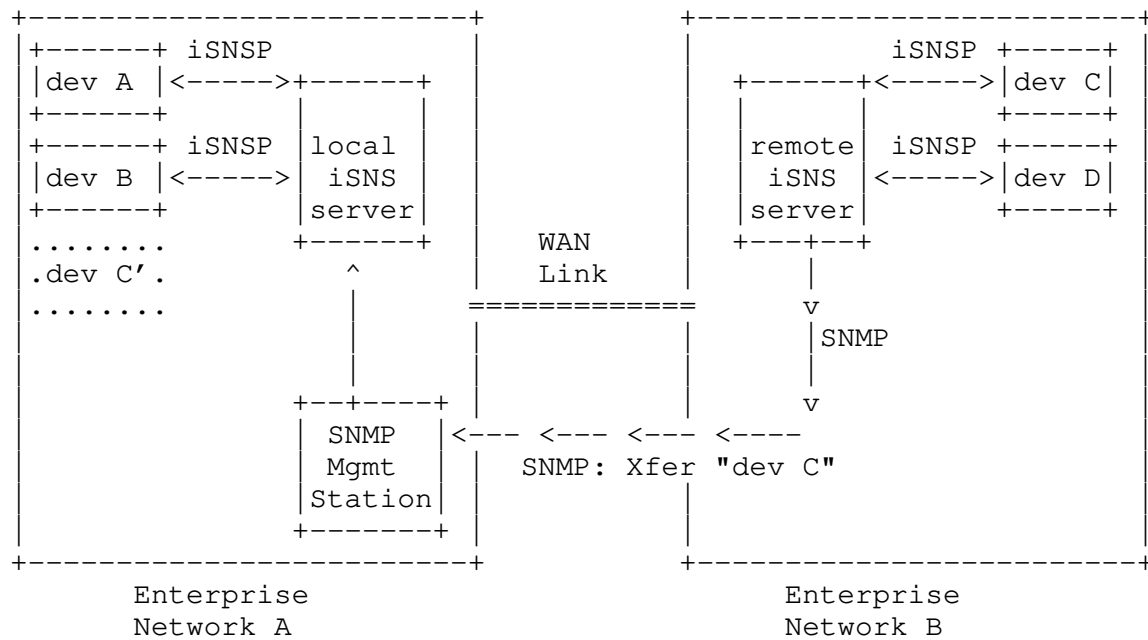 +------------------------+          +------------------------+
|+------+ iSNSP          |          |          iSNSP +-----+ |
||dev A |<----->+------+ |          | +------+<----->|dev C| |
|+------+       |      | |          | |      |       +-----+ |
|+------+ iSNSP |local | |          | |remote| iSNSP +-----+ |
||dev B |<----->| iSNS | |          | | iSNS |<----->|dev D| |
|+------+       |server| |          | |server|       +-----+ |
|........       +------+ |   WAN    | +---+--+               |
|.dev C'.          ^     |   Link   |     |                  |
|........          |     =============     v                 |
|                  |     |          |     |SNMP              |
|                  |     |          |     |                  |
|               +--+----+ |          |     v                 |
|               | SNMP  |<--- <--- <--- <----                |
|               | Mgmt  | | SNMP: Xfer "dev C"               |
|               |Station| |          |                       |
|               +-------+ |          |                       |
+------------------------+          +------------------------+
Enterprise                          Enterprise
Network A                           Network B